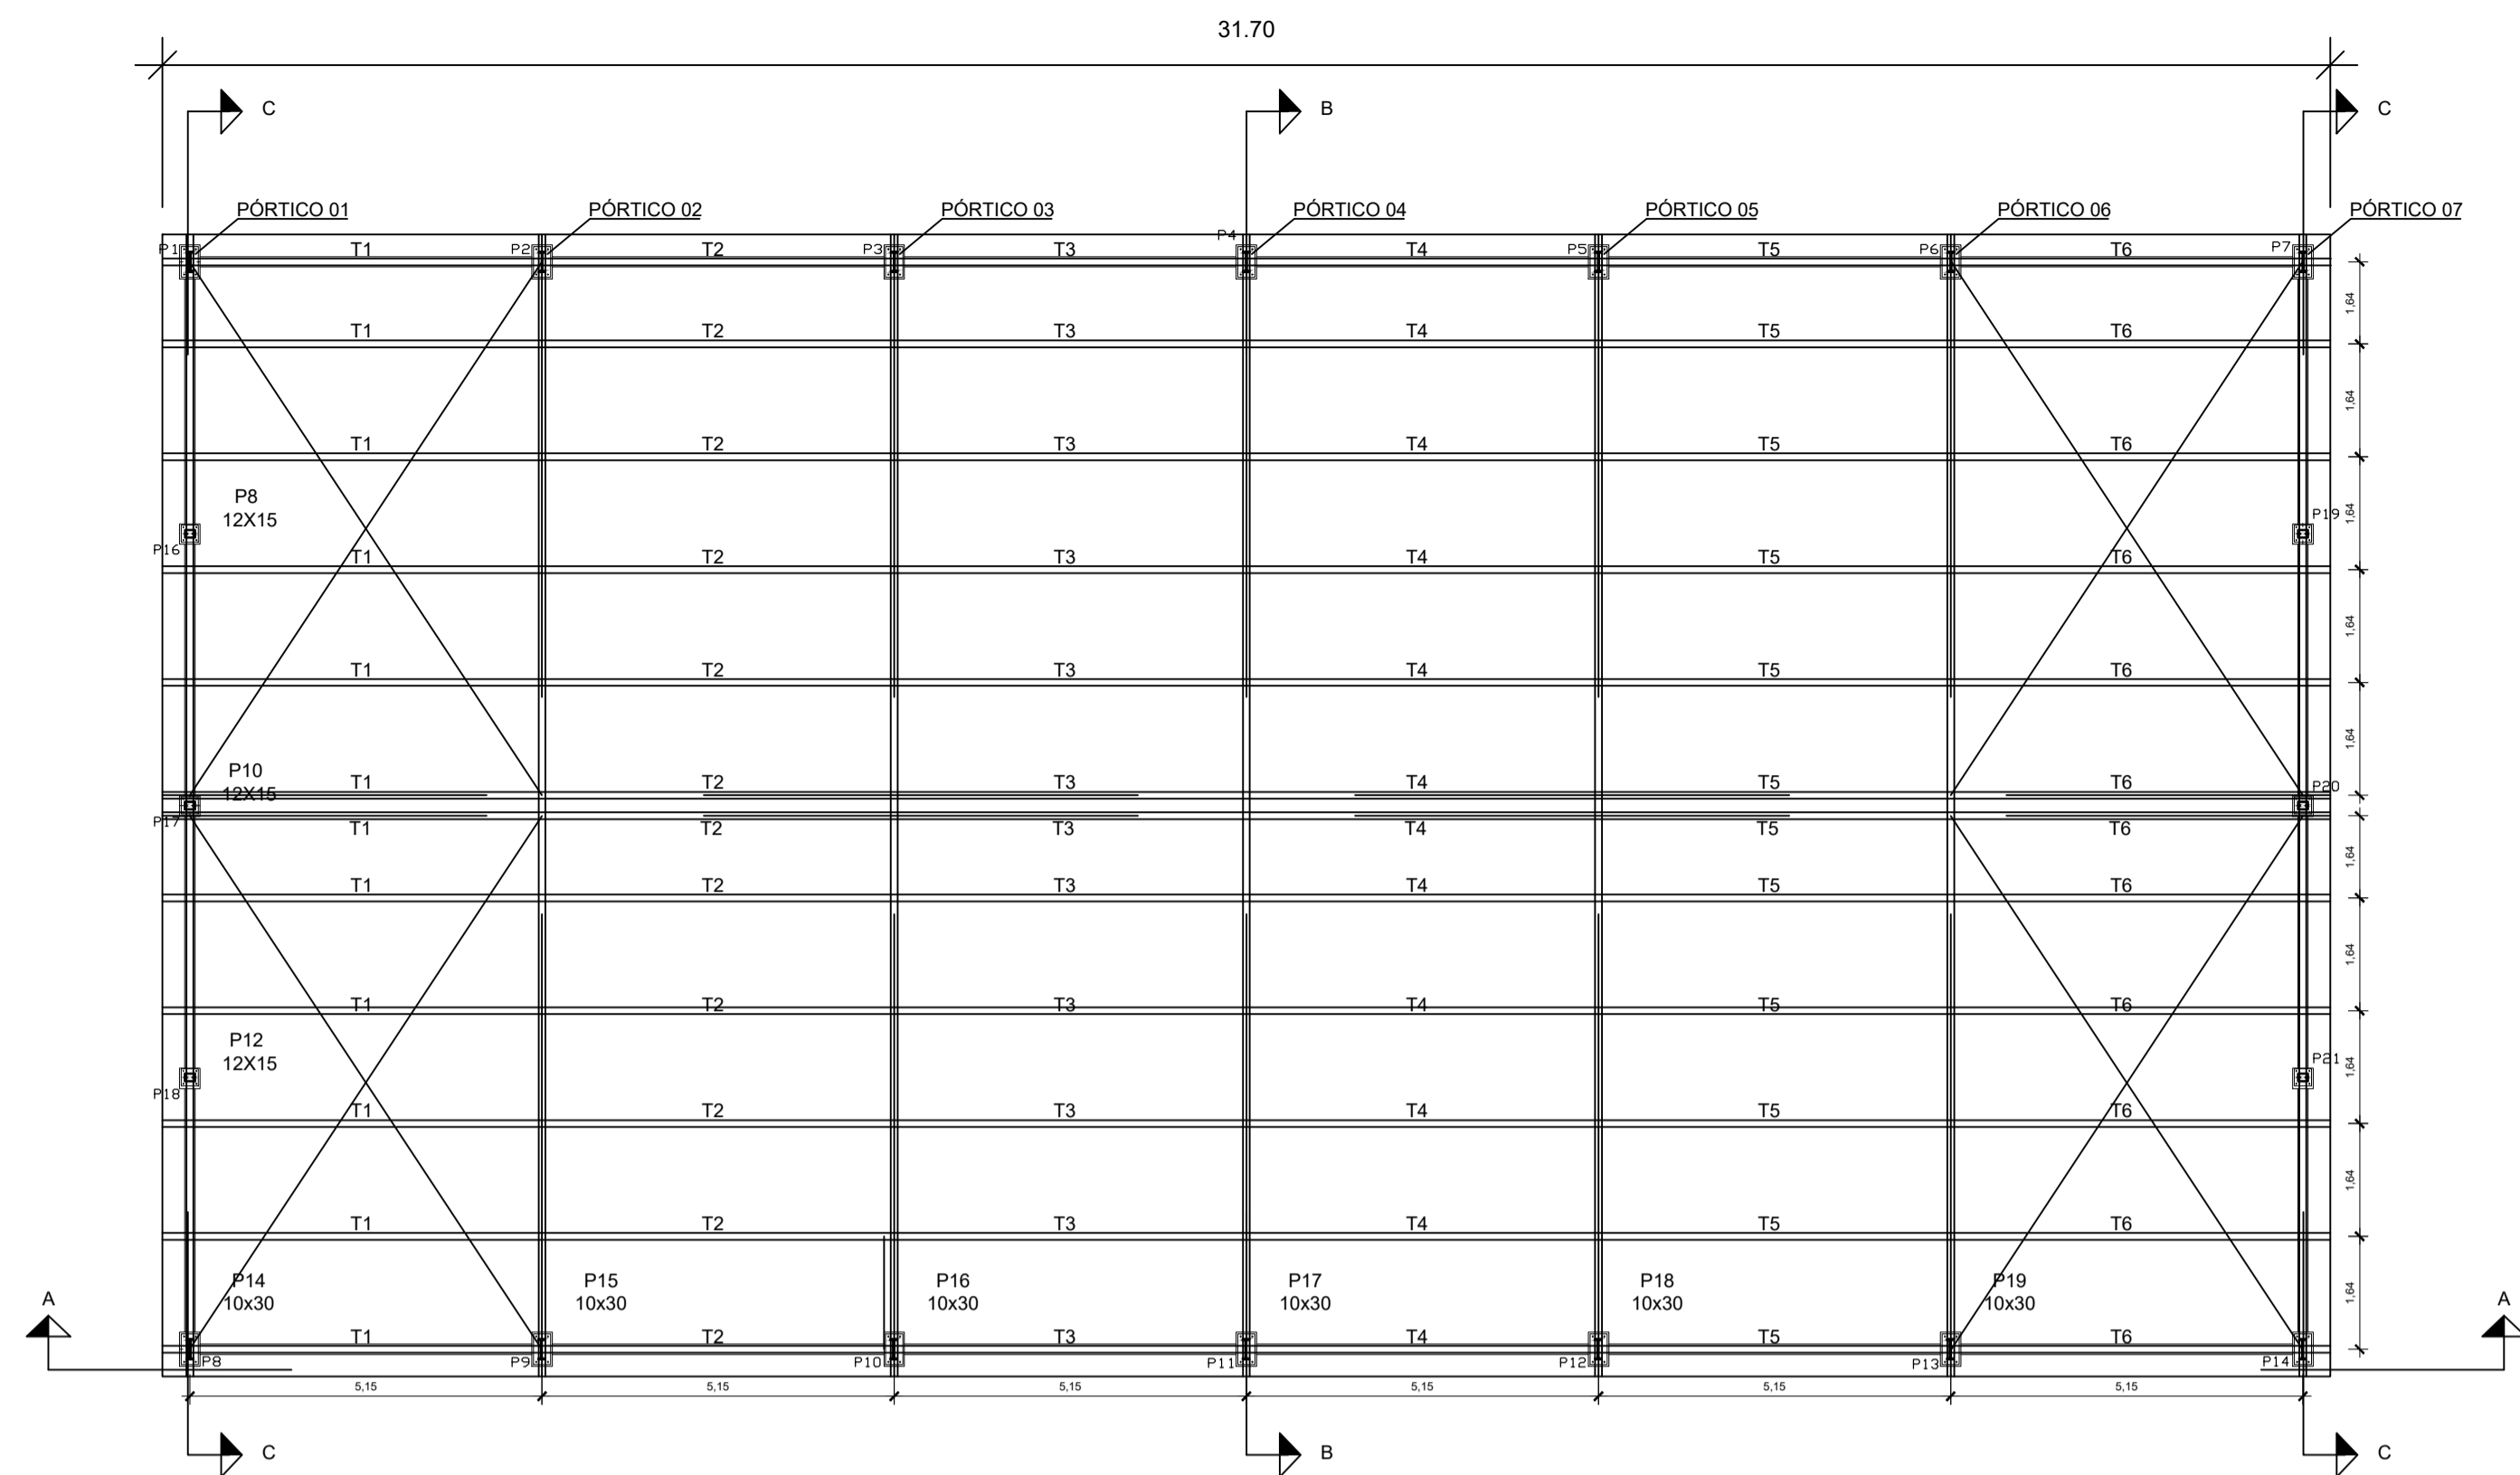 31.70
C B C
PÓRTICO 01 PÓRTICO 02 PÓRTICO 03 PÓRTICO 04 PÓRTICO 05 PÓRTICO 06 PÓRTICO 07
P1 T1 P2 T2 P3 T3 P4 T4 P5 T5 P6 T6 P7
1,64
T1 T2 T3 T4 T5 T6
1,64
T1 T2 T3 T4 T5 T6
P8
12X15
P16
P19
1,64
T1 T2 T3 T4 T5 T6
1,64
T1 T2 T3 T4 T5 T6
1,64
P10
12X15
P17
T1 T2 T3 T4 T5 T6
P20
T1 T2 T3 T4 T5 T6
1,64
T1 T2 T3 T4 T5 T6
1,64
T1 T2 T3 T4 T5 T6
P12
12X15
P18
P21
1,64
T1 T2 T3 T4 T5 T6
1,64
T1 T2 T3 T4 T5 T6
P14 P15 P16 P17 P18 P19
10x30 10x30 10x30 10x30 10x30 10x30
1,64
A A
T1 T2 T3 T4 T5 T6
P8 P9 P10 P11 P12 P13 P14
5,15 5,15 5,15 5,15 5,15 5,15
C B C